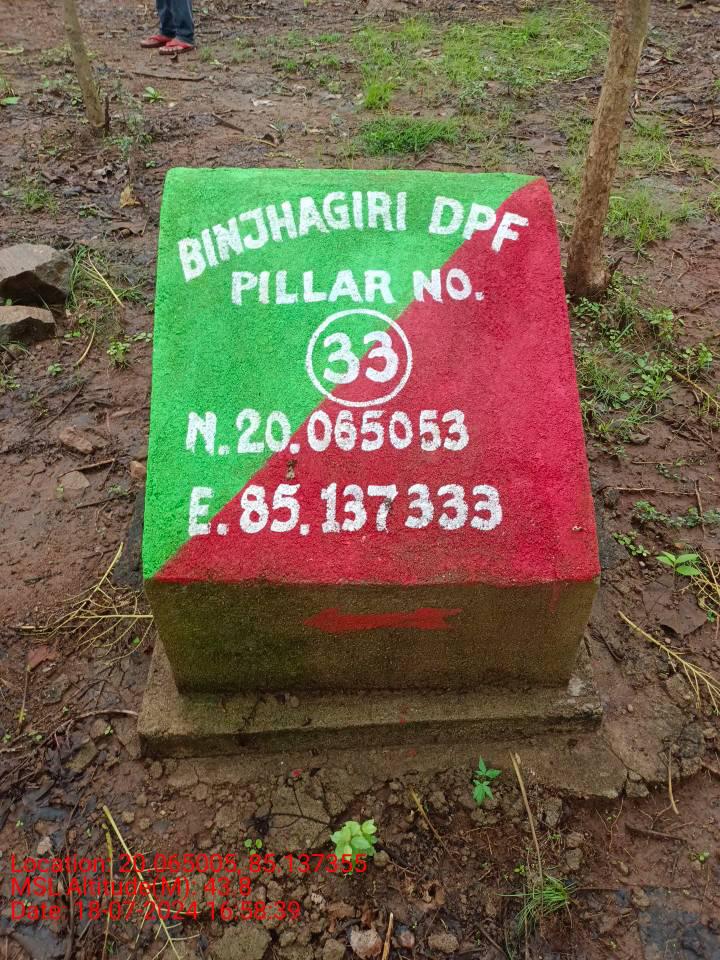 BINJHAGIRI DPF
PILLAR NO.
33
N.20.065053
E.85.137333
Location: 20.065005, 85.137355
MSL Altitude(M): 43.8
Date: 18-07-2024 16:58:39